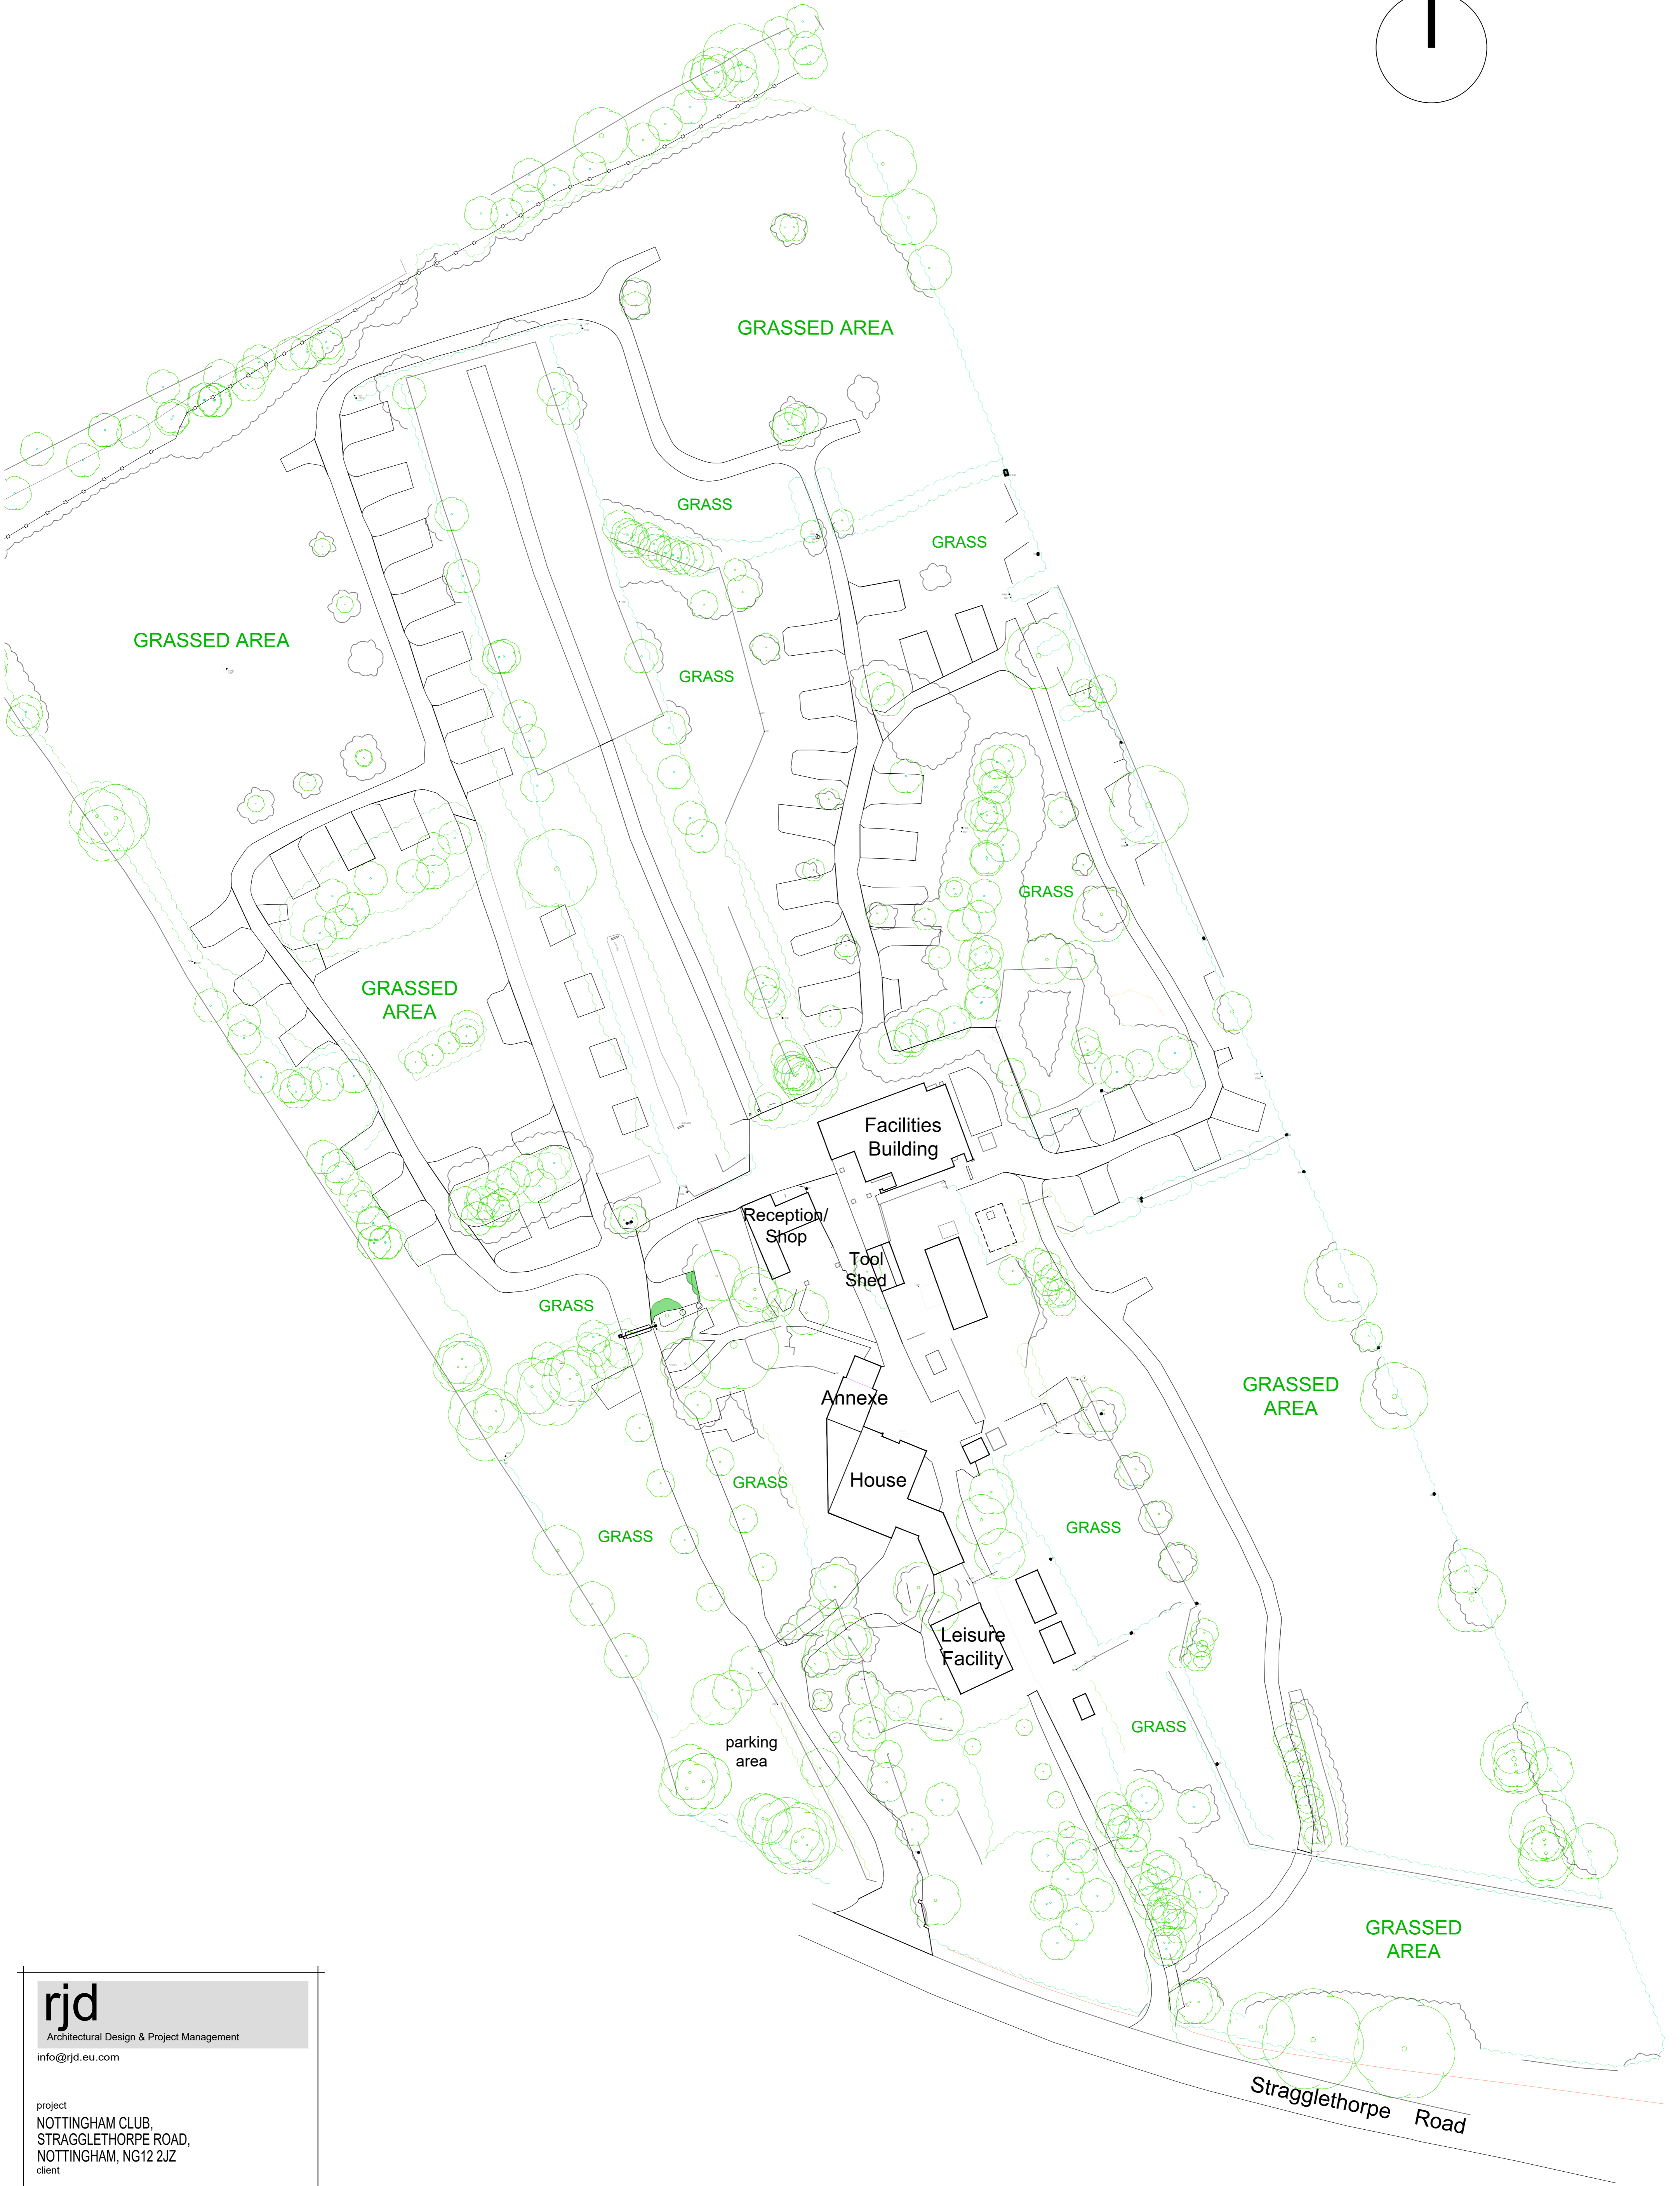 GRASSED AREA
GRASS
GRASS
GRASSED AREA
GRASS
GRASS
GRASSED
AREA
Facilities
Building
Reception/
Shop
Tool
Shed
GRASS
Annexe
GRASSED
AREA
House
GRASS
GRASS
GRASS
Leisure
Facility
GRASS
parking
area
GRASSED
AREA
Stragglethorpe Road
rjd
Architectural Design & Project Management
info@rjd.eu.com
project
NOTTINGHAM CLUB,
STRAGGLETHORPE ROAD,
NOTTINGHAM, NG12 2JZ
client